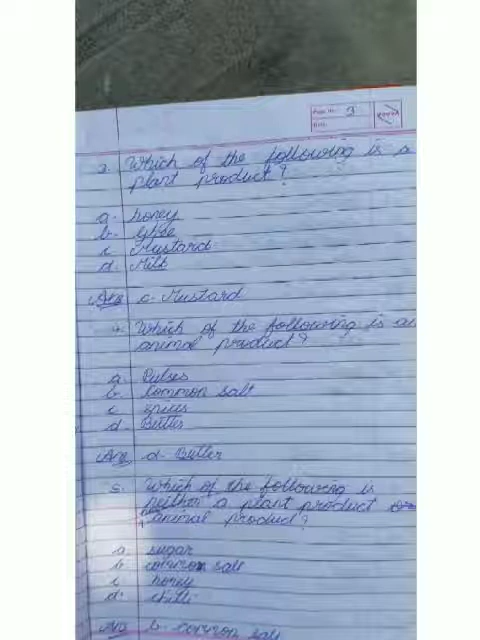 Page No. 3
Date
3. Which of the following is a
plant product?
a. honey
b. Ghee
c Mustard
d. Milk
Ans c. Mustard
4. Which of the following is an
animal product?
a. Pulses
b. common salt
c spices
d. Butter
Ans d. Butter
5. Which of the following is
neither a plant product
animal product?
a. sugar
b. common salt
c honey
d. chilli
Ans b. common salt